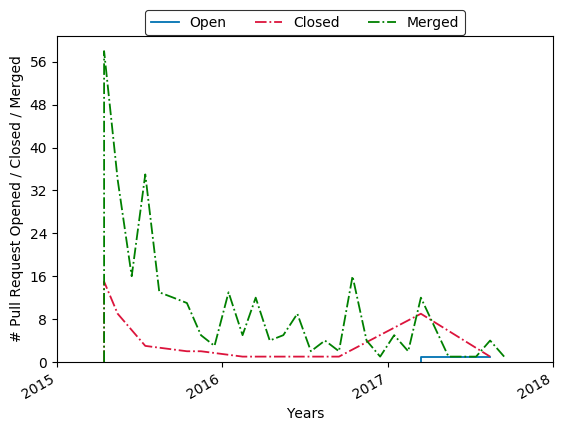 Open Closed Merged
# Pull Request Opened / Closed / Merged
56
48
40
32
24
16
8
0
2015 2016 2017 2018
Years